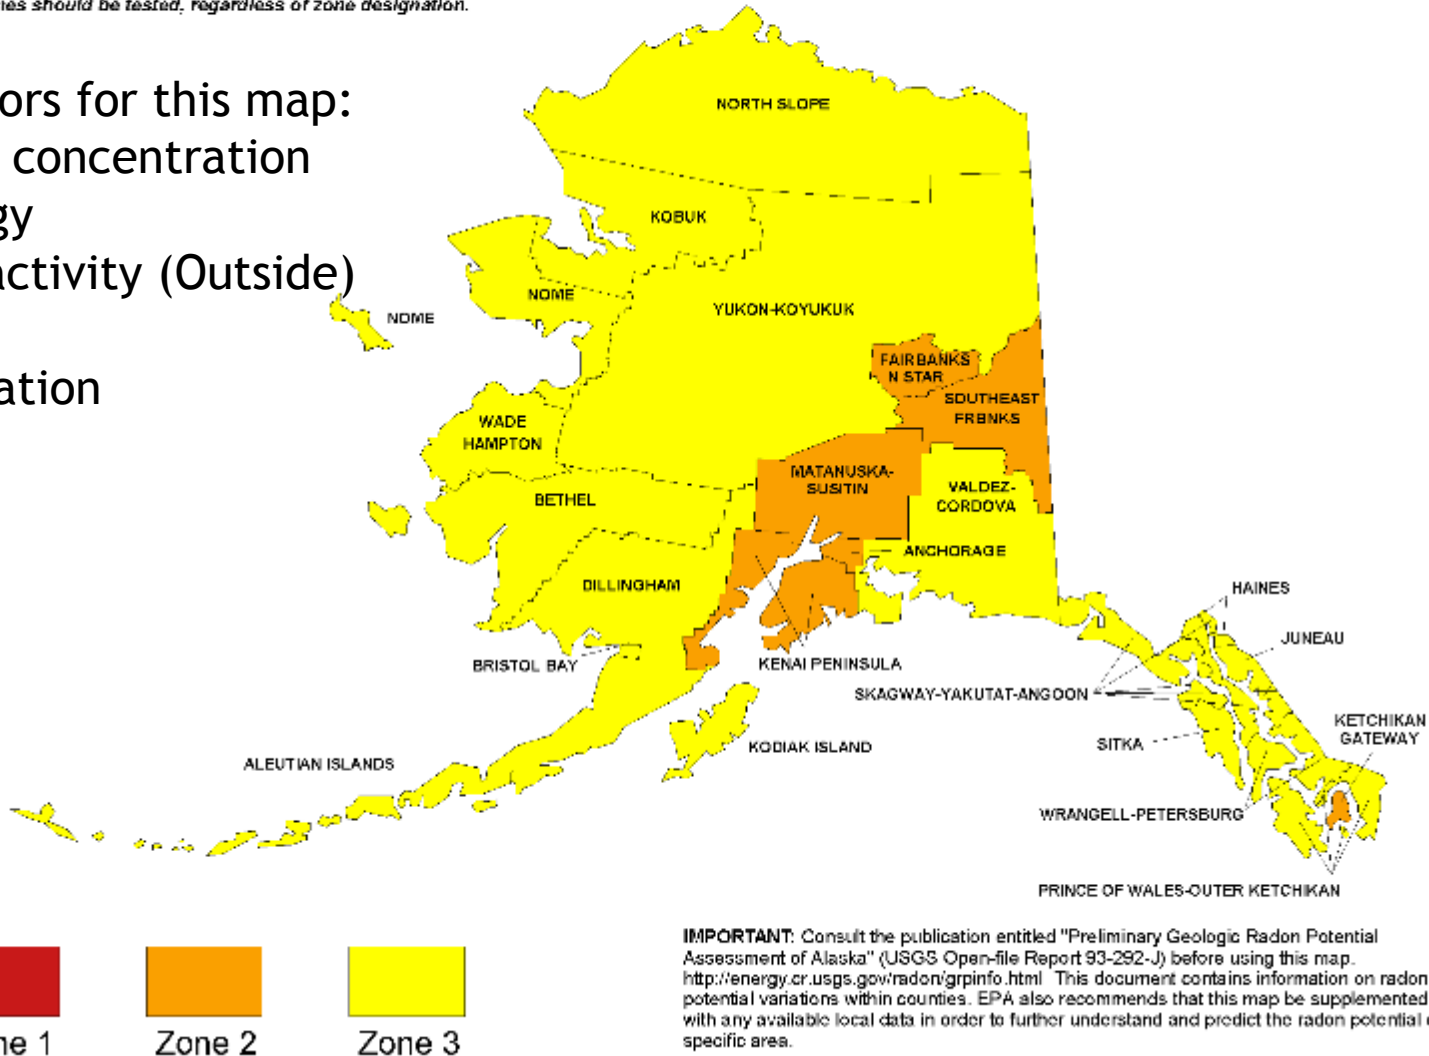 should be tested, regardless of zone designation.
for this map:
concentration
activity (Outside)
NORTH SLOPE
KOBUK
NOME
NOME
YUKON-KOYUKUK
FAIRBANKS
N STAR
SOUTHEAST
FRBNKS
WADE
HAMPTON
MATANUSKA-
SUSITIN
BETHEL
VALDEZ-
CORDOVA
ANCHORAGE
DILLINGHAM
HAINES
JUNEAU
BRISTOL BAY
KENAI PENINSULA
SKAGWAY-YAKUTAT-ANGOON
KETCHIKAN
GATEWAY
SITKA
KODIAK ISLAND
ALEUTIAN ISLANDS
WRANGELL-PETERSBURG
PRINCE OF WALES-OUTER KETCHIKAN
1
Zone 2
Zone 3
IMPORTANT: Consult the publication entitled "Preliminary Geologic Radon Potential
Assessment of Alaska" (USGS Open-file Report 93-292-J) before using this map.
http://energy.cr.usgs.gov/radon/grpinfo.html This document contains information on radon
potential variations within counties. EPA also recommends that this map be supplemented
with any available local data in order to further understand and predict the radon potential
specific area.